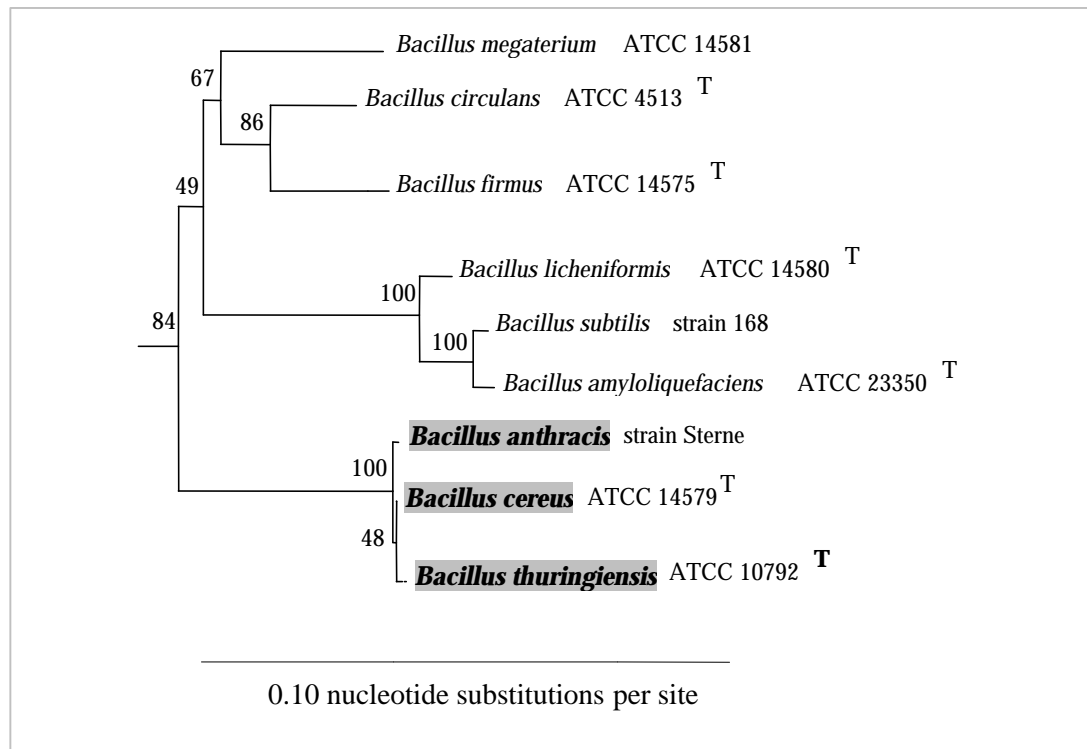 Bacillus megaterium ATCC 14581
67
Bacillus circulans ATCC 4513 T
86
Bacillus firmus ATCC 14575 T
49
Bacillus licheniformis ATCC 14580 T
100
Bacillus subtilis strain 168
84
100
Bacillus amyloliquefaciens ATCC 23350 T
Bacillus anthracis strain Sterne
100
Bacillus cereus ATCC 14579 T
48
Bacillus thuringiensis ATCC 10792 T
0.10 nucleotide substitutions per site